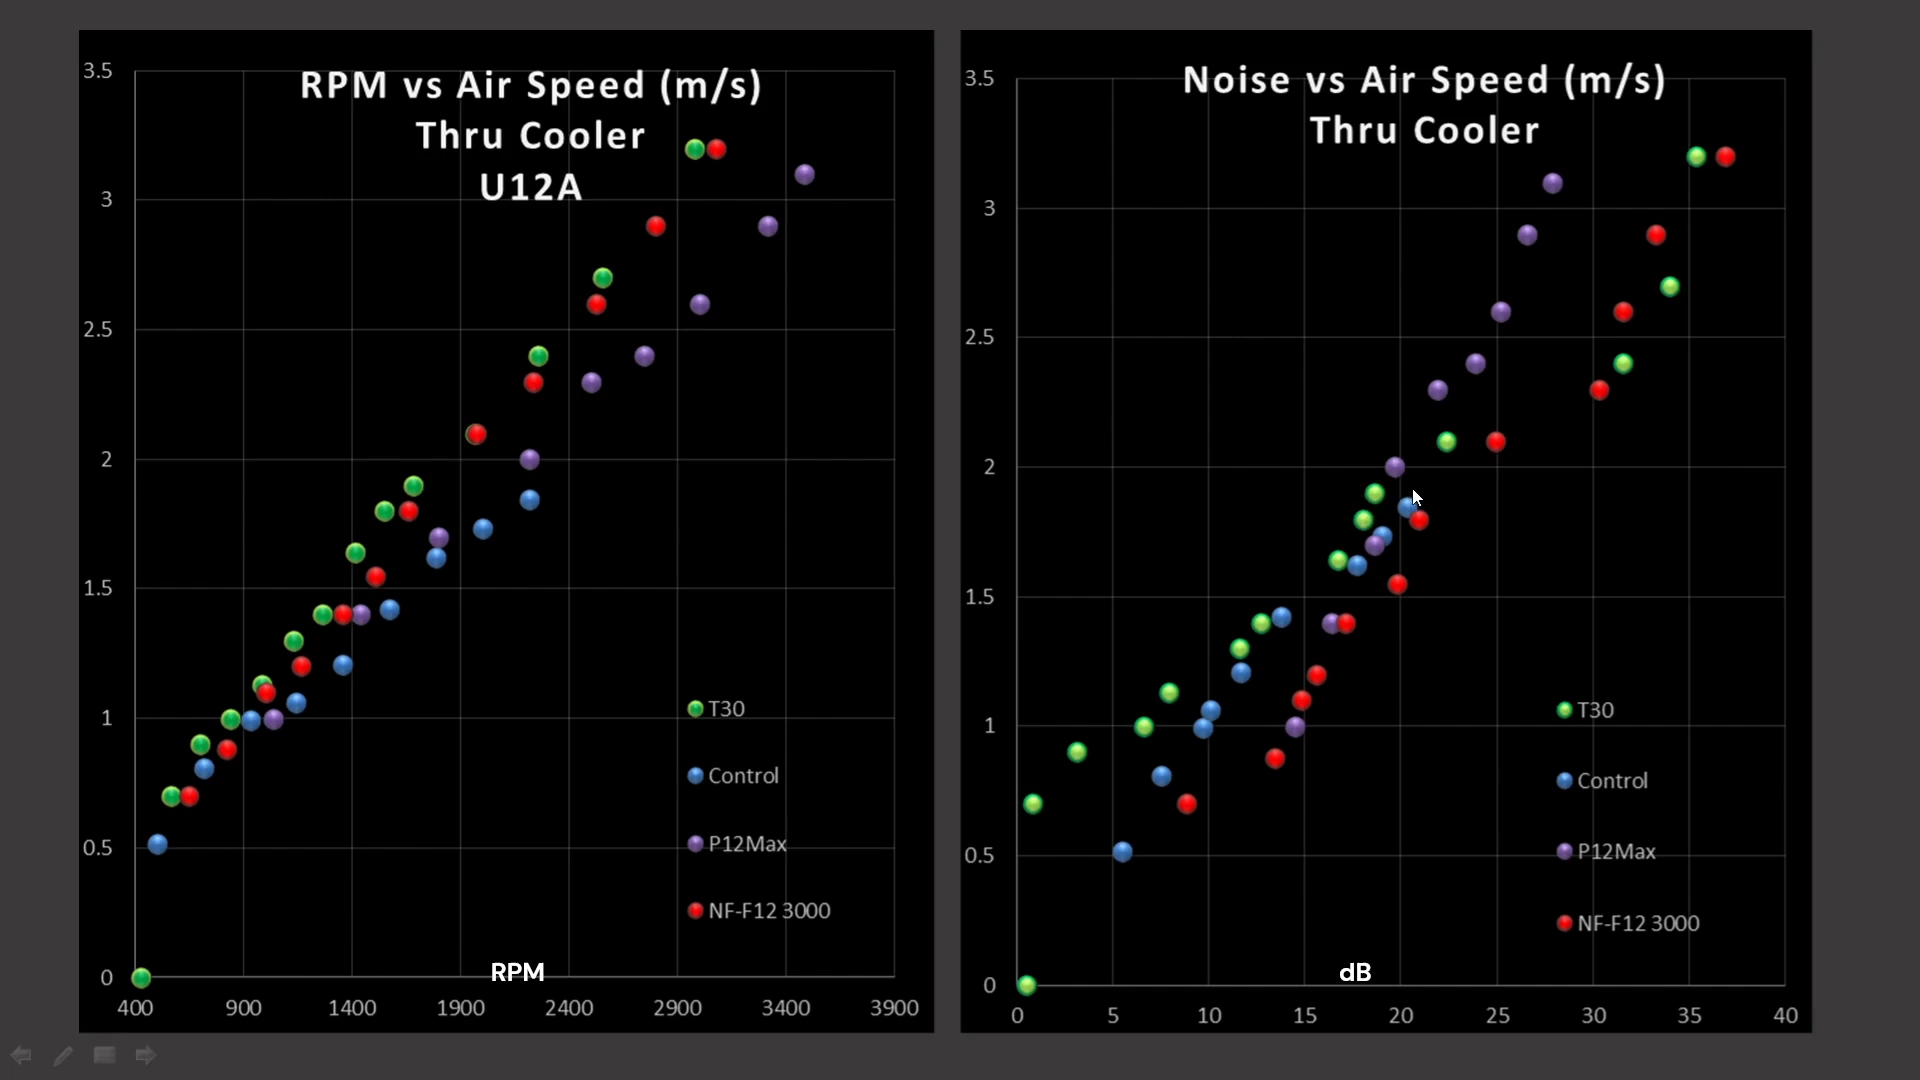 RPM vs Air Speed (m/s)
Thru Cooler
U12A
3.5
3
2.5
2
1.5
1
0.5
0
T30
Control
P12Max
NF-F12 3000
RPM
400 900 1400 1900 2400 2900 3400 3900
Noise vs Air Speed (m/s)
Thru Cooler
3.5
3
2.5
2
1.5
1
0.5
0
T30
Control
P12Max
NF-F12 3000
dB
0 5 10 15 20 25 30 35 40